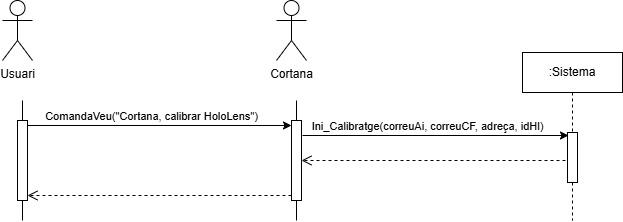 Usuari
Cortana
:Sistema
ComandaVeu("Cortana, calibrar HoloLens")
Ini_Calibratge(correuAi, correuCF, adreça, idHl)